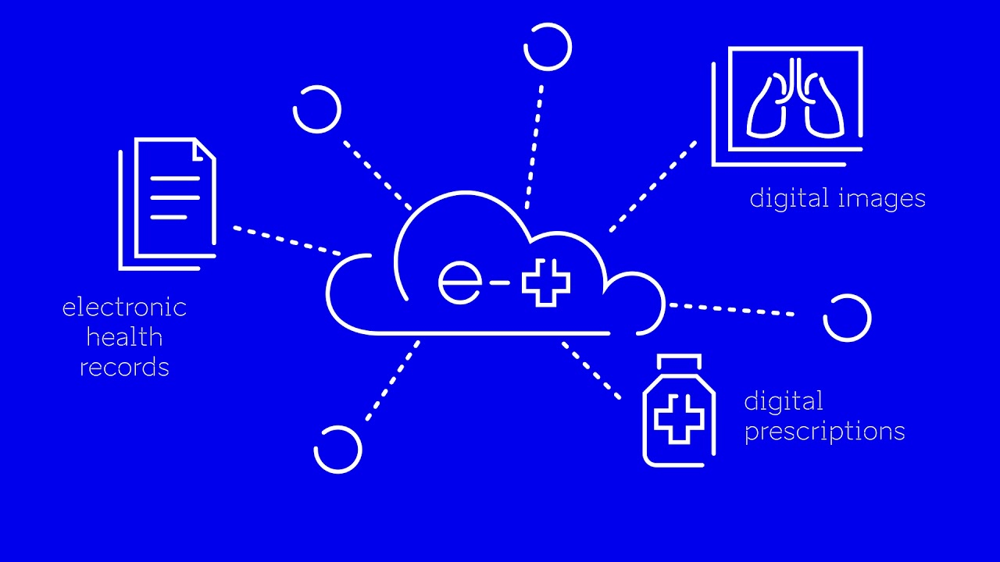 digital images
e-
electronic
health
records
digital
prescriptions